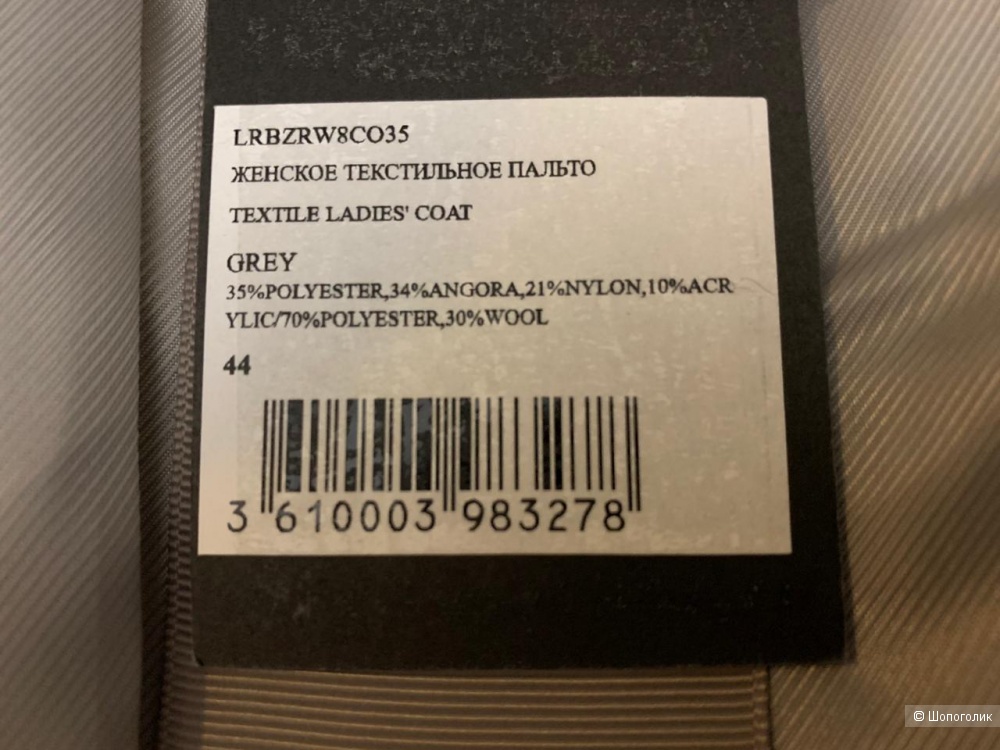 LRBZRW8CO35
ЖЕНСКОЕ ТЕКСТИЛЬНОЕ ПАЛЬТО
TEXTILE LADIES' COAT
GREY
35%POLYESTER,34%ANGORA,21%NYLON,10%ACR
YLIC/70%POLYESTER,30%WOOL
44
3 610003 983278
© Шопоголик